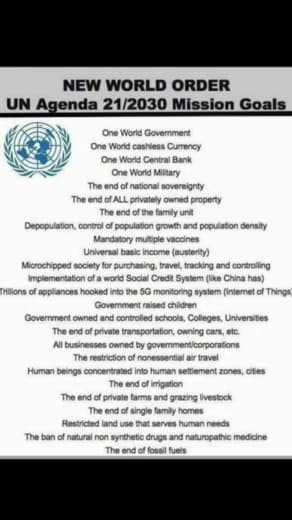 NEW WORLD ORDER
UN Agenda 21/2030 Mission Goals
One World Government
One World cashless Currency
One World Central Bank
One World Military
The end of national sovereignty
The end of ALL privately owned property
The end of the family unit
Depopulation, control of population growth and population density
Mandatory multiple vaccines
Universal basic income (austerity)
Microchipped society for purchasing, travel, tracking and controlling
Implementation of a world Social Credit System (like China has)
Trillions of appliances hooked into the 5G monitoring system (Internet of Things)
Government raised children
Government owned and controlled schools, Colleges, Universities
The end of private transportation, owning cars, etc.
All businesses owned by government/corporations
The restriction of nonessential air travel
Human beings concentrated into human settlement zones, cities
The end of irrigation
The end of private farms and grazing livestock
The end of single family homes
Restricted land use that serves human needs
The ban of natural non synthetic drugs and naturopathic medicine
The end of fossil fuels